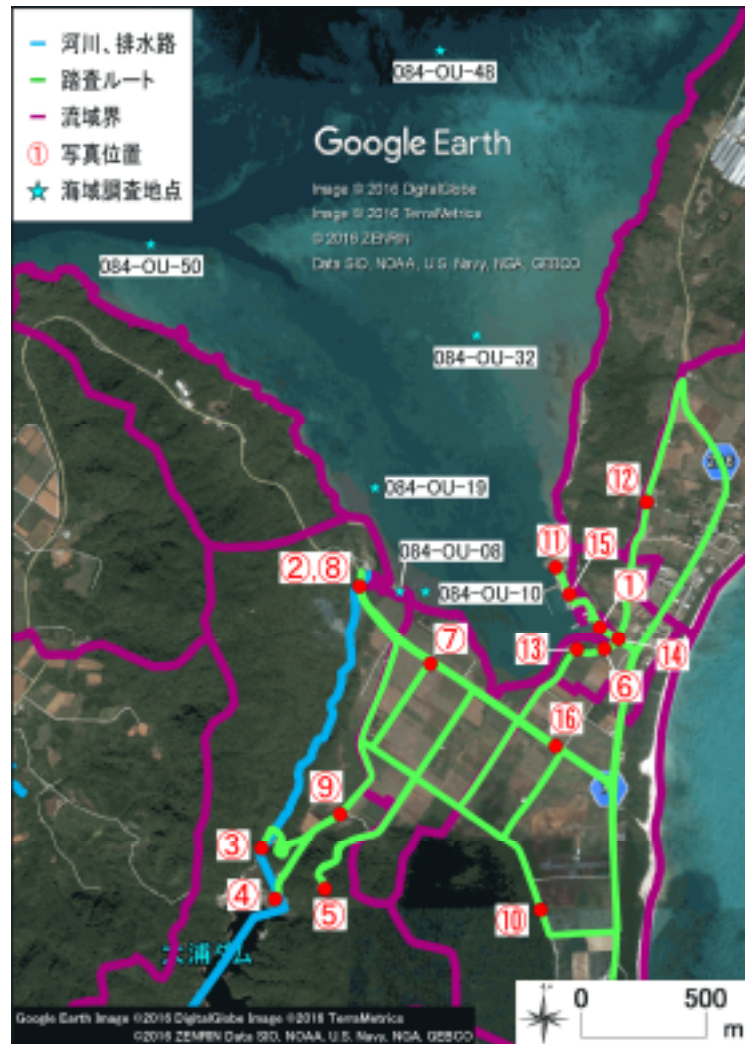 河川、排水路
踏査ルート
流域界
① 写真位置
海域調査地点
084-OU-48
Google Earth
Image © 2016 DigitalGlobe
Image © 2016 TerraMetrics
© 2016 ZENRIN
Data SIO, NOAA, U.S. Navy, NGA, GEBCO
084-OU-50
084-OU-32
084-OU-19
⑫
084-OU-08
⑪
⑮
②,⑧
084-OU-10
①
⑦
⑬
⑭
⑥
⑯
⑨
③
④
⑤
⑩
大浦ダム
0 500
m
Google Earth Image ©2016 DigitalGlobe Image ©2016 TerraMetrics
©2016 ZENRIN Data SIO, NOAA, U.S. Navy, NGA, GEBCO